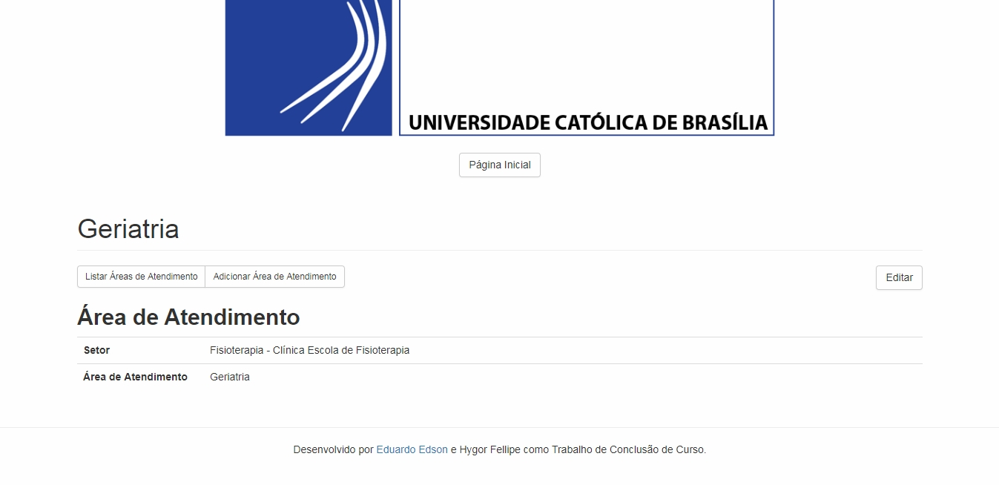 UNIVERSIDADE CATÓLICA DE BRASÍLIA
Página Inicial
Geriatria
Listar Áreas de Atendimento Adicionar Área de Atendimento Editar
Área de Atendimento
Setor Fisioterapia - Clínica Escola de Fisioterapia
Área de Atendimento Geriatria
Desenvolvido por Eduardo Edson e Hygor Fellipe como Trabalho de Conclusão de Curso.